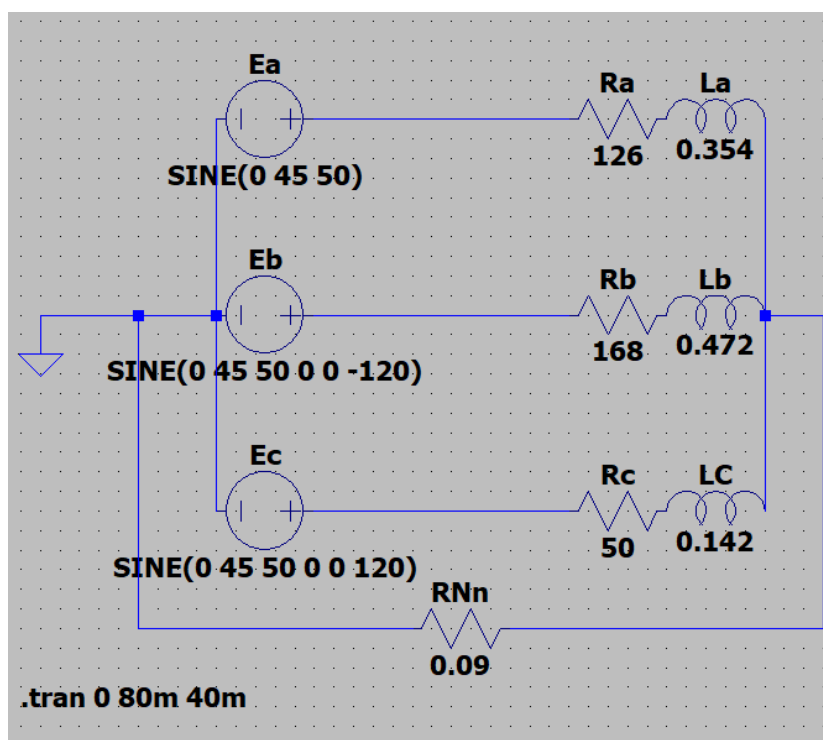 Ea
Ra La
126 0.354
SINE(0 45 50)
Eb
Rb Lb
168 0.472
SINE(0 45 50 0 0 -120)
Ec
Rc LC
50 0.142
SINE(0 45 50 0 0 120)
RNn
0.09
.tran 0 80m 40m